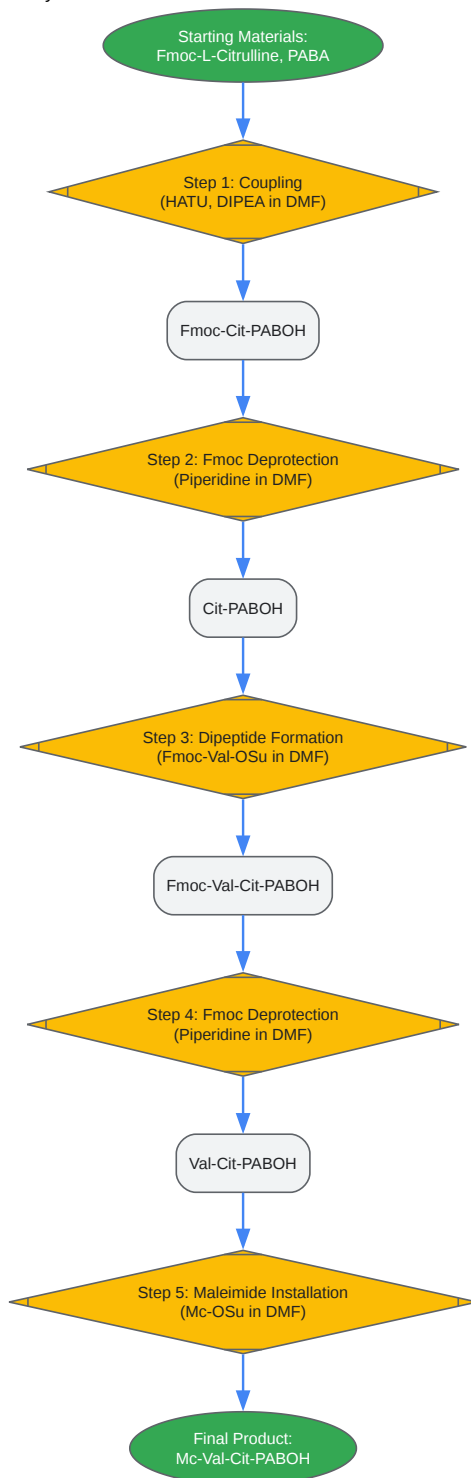 Starting Materials:
Fmoc-L-Citrulline, PABA
Step 1: Coupling
(HATU, DIPEA in DMF)
Fmoc-Cit-PABOH
Step 2: Fmoc Deprotection
(Piperidine in DMF)
Cit-PABOH
Step 3: Dipeptide Formation
(Fmoc-Val-OSu in DMF)
Fmoc-Val-Cit-PABOH
Step 4: Fmoc Deprotection
(Piperidine in DMF)
Val-Cit-PABOH
Step 5: Maleimide Installation
(Mc-OSu in DMF)
Final Product:
Mc-Val-Cit-PABOH